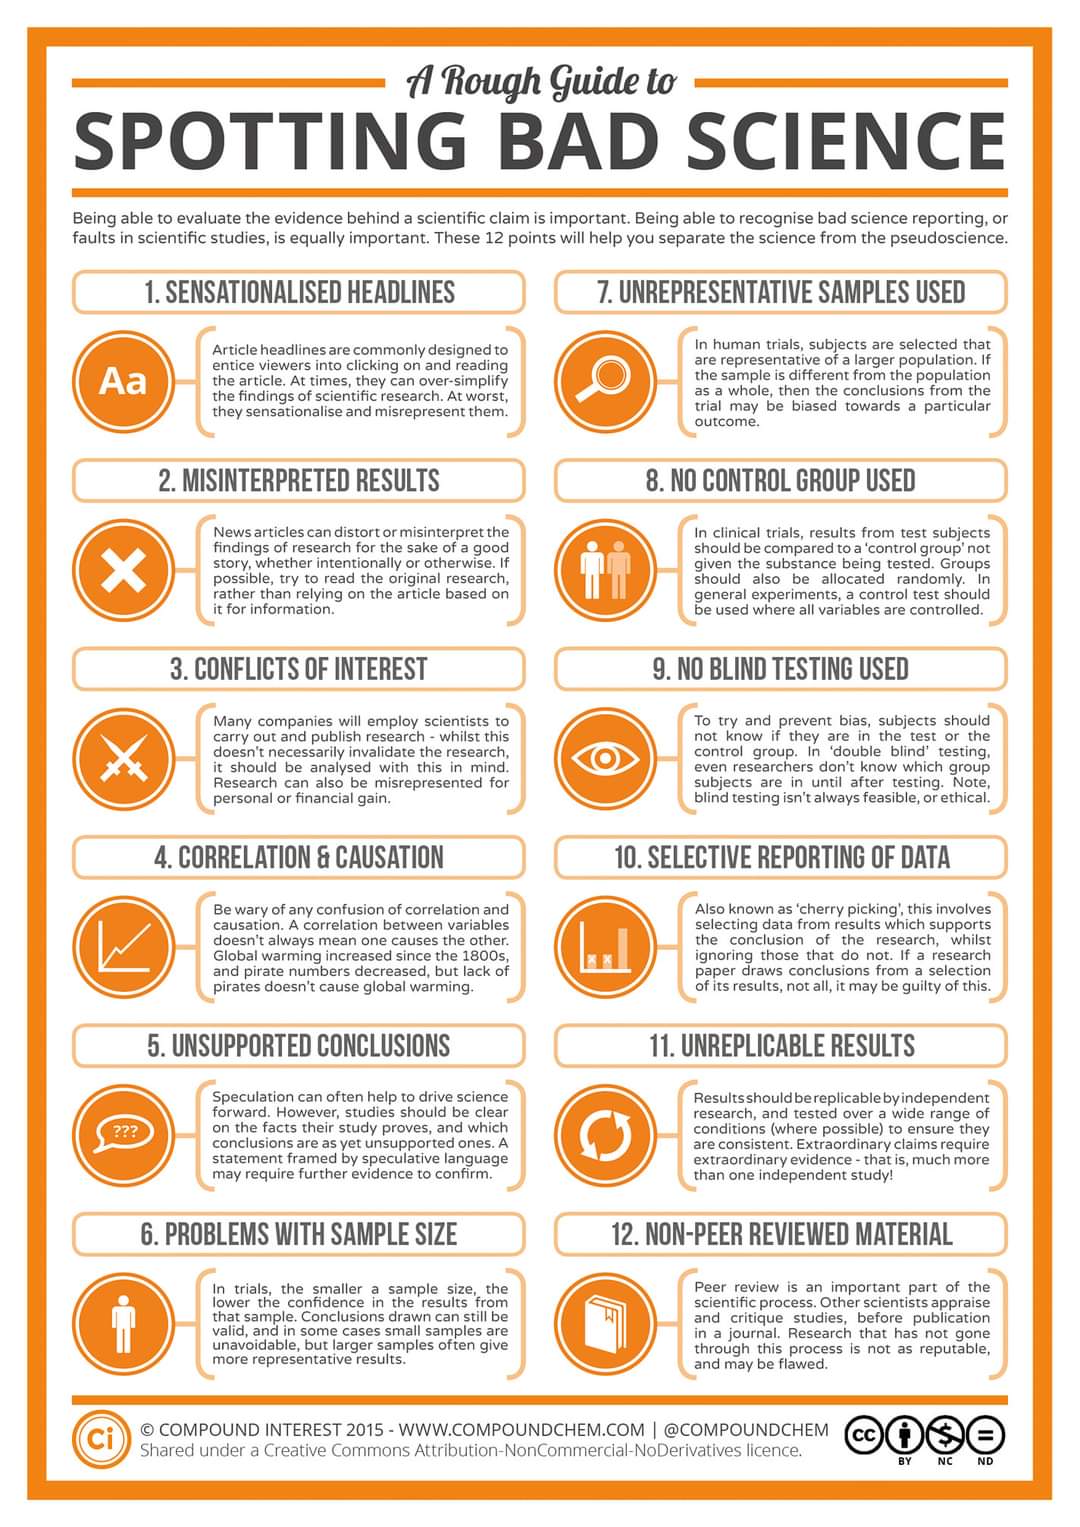 A Rough Guide to
SPOTTING BAD SCIENCE
Being able to evaluate the evidence behind a scientific claim is important. Being able to recognise bad science reporting, or
faults in scientific studies, is equally important. These 12 points will help you separate the science from the pseudoscience.
1. SENSATIONALISED HEADLINES
Aa
Article headlines are commonly designed to
entice viewers into clicking on and reading
the article. At times, they can over-simplify
the findings of scientific research. At worst,
they sensationalise and misrepresent them.
2. MISINTERPRETED RESULTS
News articles can distort or misinterpret the
findings of research for the sake of a good
story, whether intentionally or otherwise. If
possible, try to read the original research,
rather than relying on the article based on
it for information.
3. CONFLICTS OF INTEREST
Many companies will employ scientists to
carry out and publish research - whilst this
doesn't necessarily invalidate the research,
it should be analysed with this in mind.
Research can also be misrepresented for
personal or financial gain.
4. CORRELATION & CAUSATION
Be wary of any confusion of correlation and
causation. A correlation between variables
doesn't always mean one causes the other.
Global warming increased since the 1800s,
and pirate numbers decreased, but lack of
pirates doesn't cause global warming.
5. UNSUPPORTED CONCLUSIONS
???
Speculation can often help to drive science
forward. However, studies should be clear
on the facts their study proves, and which
conclusions are as yet unsupported ones. A
statement framed by speculative language
may require further evidence to confirm.
6. PROBLEMS WITH SAMPLE SIZE
In trials, the smaller a sample size, the
lower the confidence in the results from
that sample. Conclusions drawn can still be
valid, and in some cases small samples are
unavoidable, but larger samples often give
more representative results.
7. UNREPRESENTATIVE SAMPLES USED
In human trials, subjects are selected that
are representative of a larger population. If
the sample is different from the population
as a whole, then the conclusions from the
trial may be biased towards a particular
outcome.
8. NO CONTROL GROUP USED
In clinical trials, results from test subjects
should be compared to a 'control group' not
given the substance being tested. Groups
should also be allocated randomly. In
general experiments, a control test should
be used where all variables are controlled.
9. NO BLIND TESTING USED
To try and prevent bias, subjects should
not know if they are in the test or the
control group. In 'double blind' testing,
even researchers don't know which group
subjects are in until after testing. Note,
blind testing isn't always feasible, or ethical.
10. SELECTIVE REPORTING OF DATA
x x
Also known as 'cherry picking', this involves
selecting data from results which supports
the conclusion of the research, whilst
ignoring those that do not. If a research
paper draws conclusions from a selection
of its results, not all, it may be guilty of this.
11. UNREPLICABLE RESULTS
Results should be replicable by independent
research, and tested over a wide range of
conditions (where possible) to ensure they
are consistent. Extraordinary claims require
extraordinary evidence - that is, much more
than one independent study!
12. NON-PEER REVIEWED MATERIAL
Peer review is an important part of the
scientific process. Other scientists appraise
and critique studies, before publication
in a journal. Research that has not gone
through this process is not as reputable,
and may be flawed.
Ci
© COMPOUND INTEREST 2015 - WWW.COMPOUNDCHEM.COM | @COMPOUNDCHEM
Shared under a Creative Commons Attribution-NonCommercial-NoDerivatives licence.
cc
BY NC ND